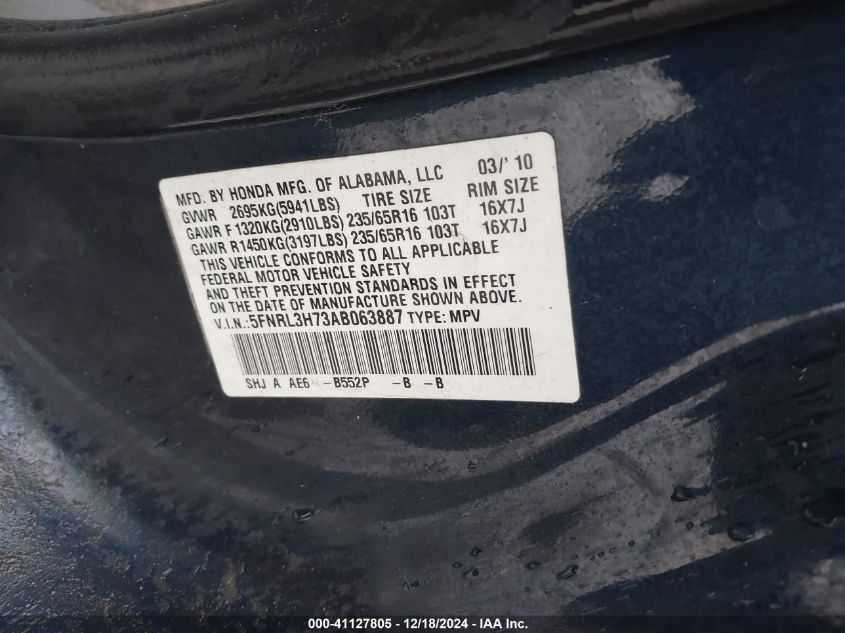 MFD. BY HONDA MFG. OF ALABAMA, LLC 03/'10
GVWR 2695KG(5941LBS) TIRE SIZE RIM SIZE
GAWR F1320KG(2910LBS) 235/65R16 103T 16X7J
GAWR R1450KG(3197LBS) 235/65R16 103T 16X7J
THIS VEHICLE CONFORMS TO ALL APPLICABLE
FEDERAL MOTOR VEHICLE SAFETY
AND THEFT PREVENTION STANDARDS IN EFFECT
ON THE DATE OF MANUFACTURE SHOWN ABOVE.
V.I.N.:5FNRL3H73AB063887 TYPE: MPV
SHJ A AE6 -B552P -B -B
000-41127805 - 12/18/2024 - IAA Inc.